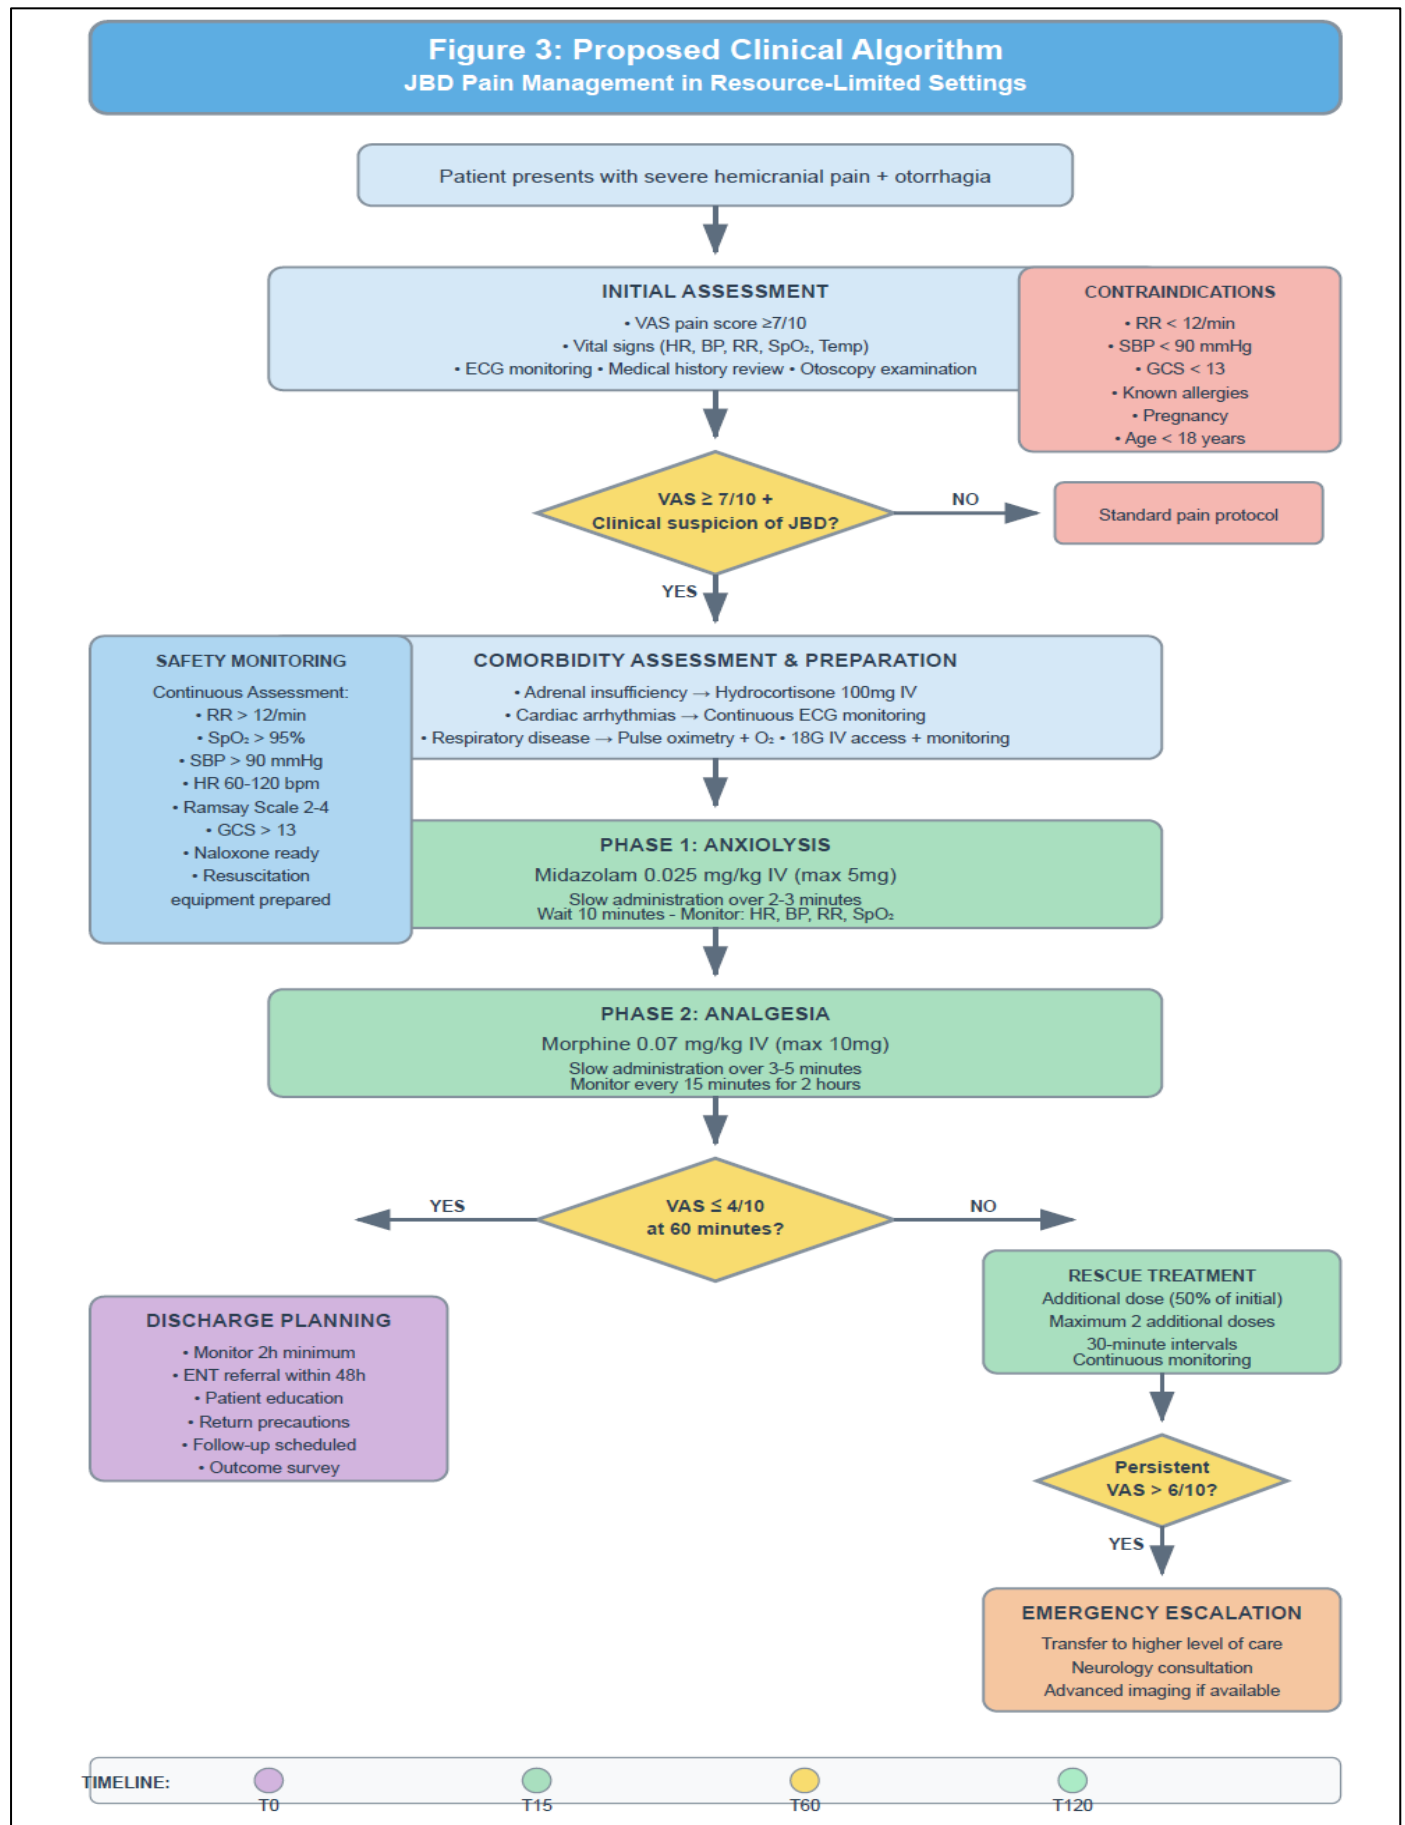 Figure 3: Proposed Clinical Algorithm
JBD Pain Management in Resource-Limited Settings
Patient presents with severe hemicranial pain + otorrhagia
INITIAL ASSESSMENT
• VAS pain score ≥7/10
• Vital signs (HR, BP, RR, SpO₂, Temp)
• ECG monitoring • Medical history review • Otoscopy examination
CONTRAINDICATIONS
• RR < 12/min
• SBP < 90 mmHg
• GCS < 13
• Known allergies
• Pregnancy
• Age < 18 years
VAS ≥ 7/10 +
Clinical suspicion of JBD?
NO
Standard pain protocol
YES
SAFETY MONITORING
Continuous Assessment:
• RR > 12/min
• SpO₂ > 95%
• SBP > 90 mmHg
• HR 60-120 bpm
• Ramsay Scale 2-4
• GCS > 13
• Naloxone ready
• Resuscitation
equipment prepared
COMORBIDITY ASSESSMENT & PREPARATION
• Adrenal insufficiency → Hydrocortisone 100mg IV
• Cardiac arrhythmias → Continuous ECG monitoring
• Respiratory disease → Pulse oximetry + O₂ • 18G IV access + monitoring
PHASE 1: ANXIOLYSIS
Midazolam 0.025 mg/kg IV (max 5mg)
Slow administration over 2-3 minutes
Wait 10 minutes - Monitor: HR, BP, RR, SpO₂
PHASE 2: ANALGESIA
Morphine 0.07 mg/kg IV (max 10mg)
Slow administration over 3-5 minutes
Monitor every 15 minutes for 2 hours
VAS ≤ 4/10
at 60 minutes?
YES
NO
DISCHARGE PLANNING
• Monitor 2h minimum
• ENT referral within 48h
• Patient education
• Return precautions
• Follow-up scheduled
• Outcome survey
RESCUE TREATMENT
Additional dose (50% of initial)
Maximum 2 additional doses
30-minute intervals
Continuous monitoring
Persistent
VAS > 6/10?
YES
EMERGENCY ESCALATION
Transfer to higher level of care
Neurology consultation
Advanced imaging if available
TIMELINE:
T0
T15
T60
T120